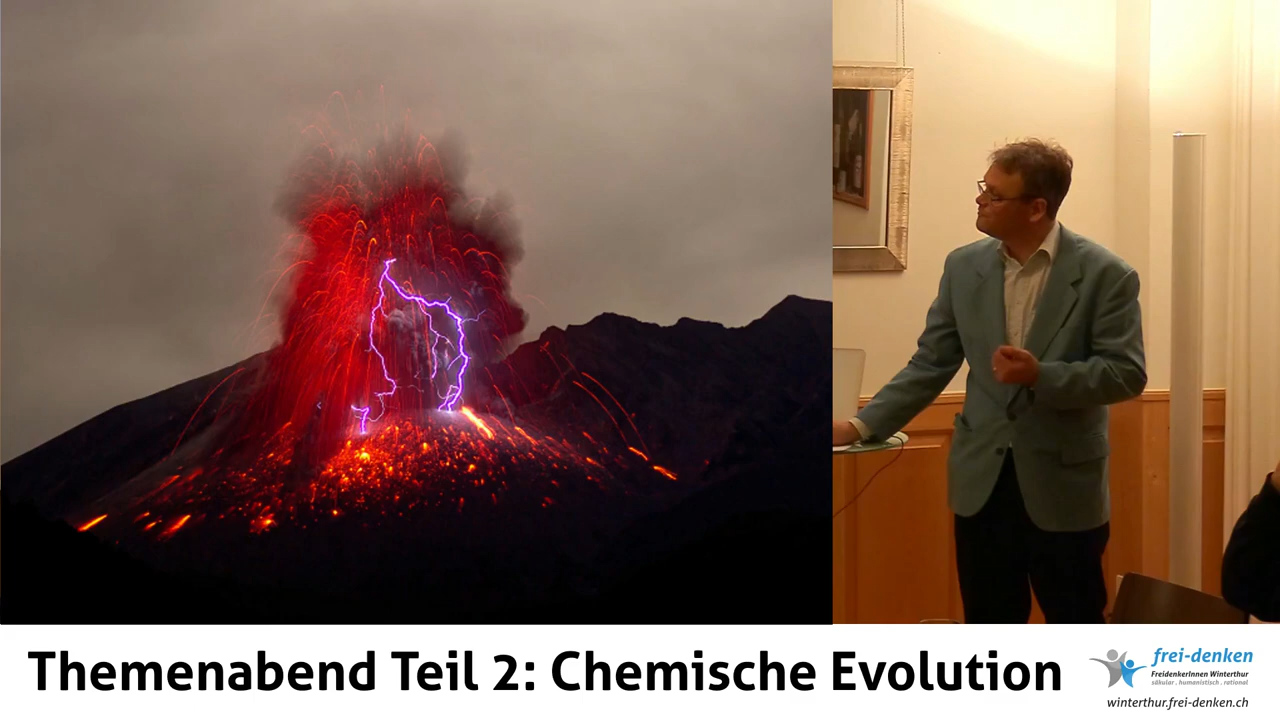 Themenabend Teil 2: Chemische Evolution
frei-denken
FreidenkerInnen Winterthur
säkular . humanistisch . rational
winterthur.frei-denken.ch